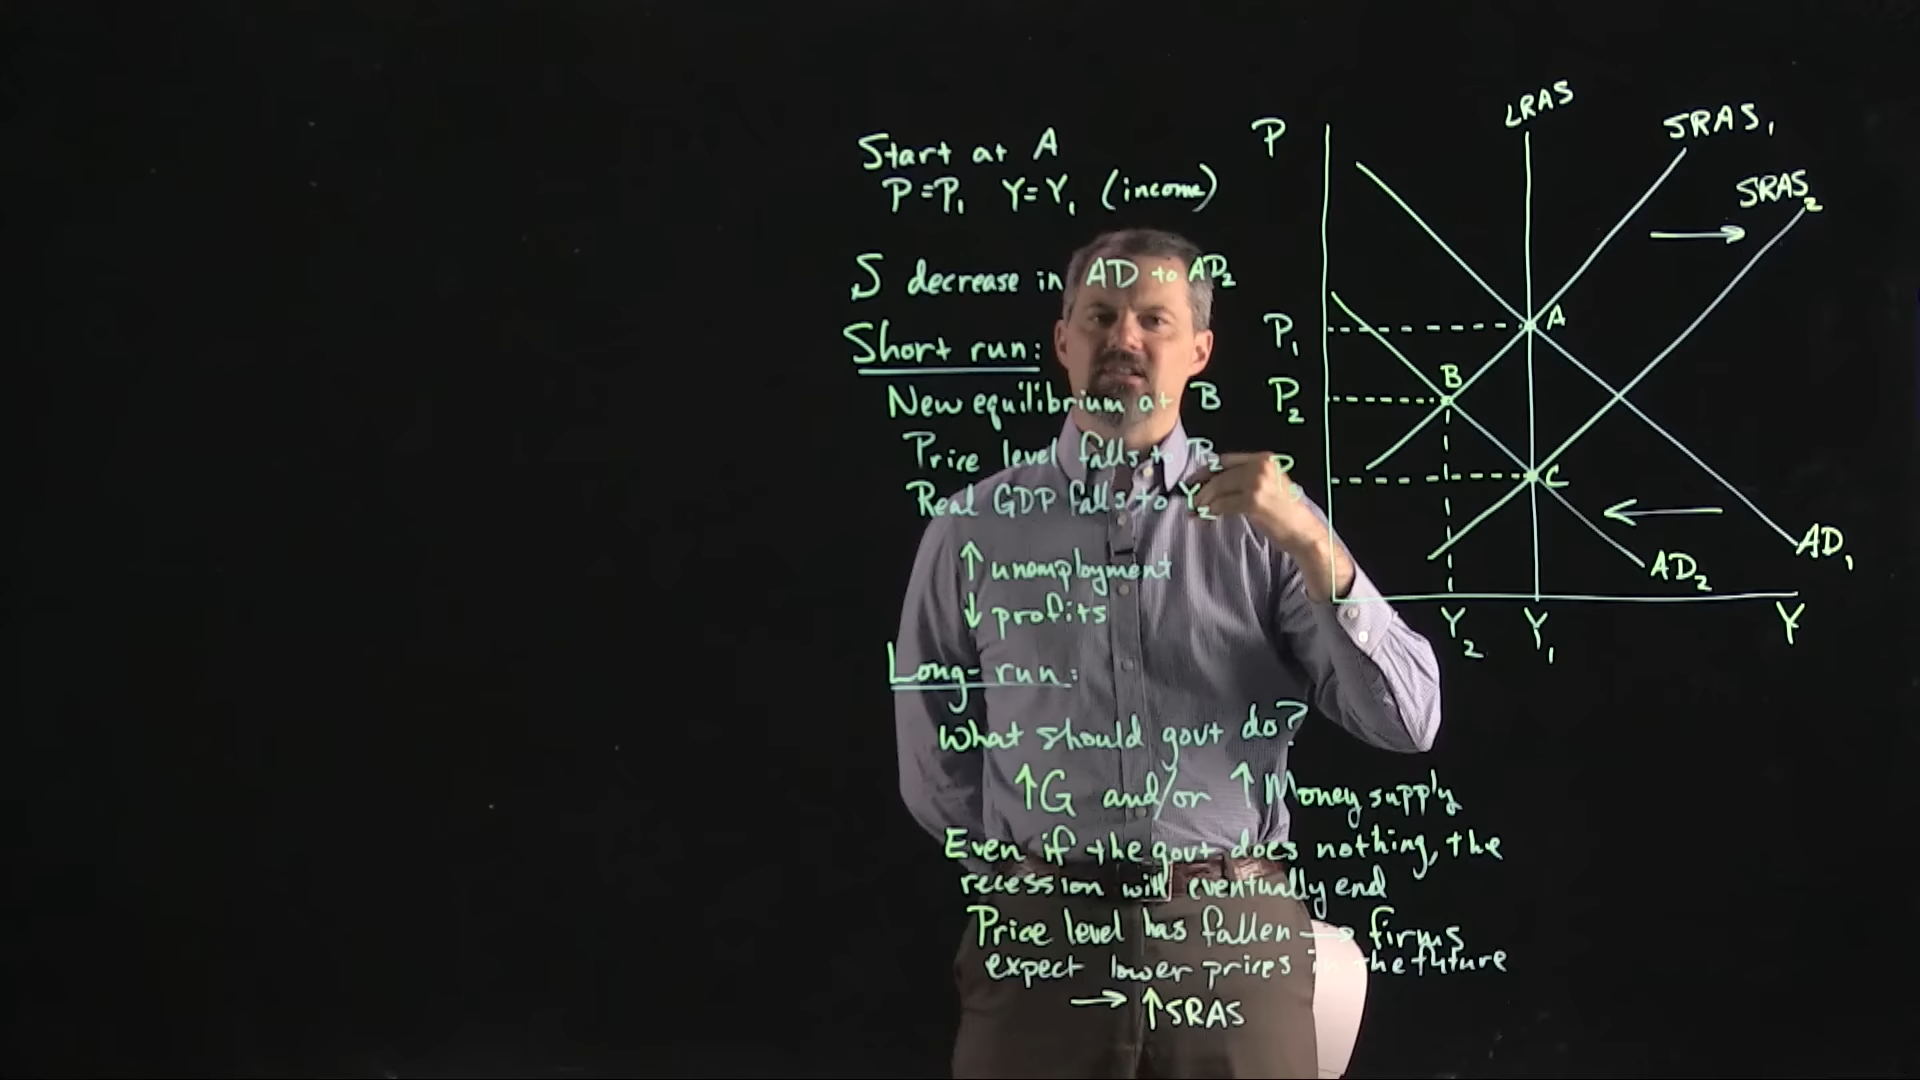 Start at A
P=P₁ Y=Y₁ (income)
S decrease in AD to AD₂
Short run:
New equilibrium at B
Price level falls to P₂
Real GDP falls to Y₂
↑ unemployment
↓ profits
Long-run:
What should govt do?
↑G and/or ↑ Money supply
Even if the govt does nothing, the
recession will eventually end
Price level has fallen → firms
expect lower prices in the future
→ ↑SRAS
P
LRAS
SRAS₁
SRAS₂
P₁
A
B
P₂
P₃
C
AD₁
AD₂
Y₂
Y₁
Y